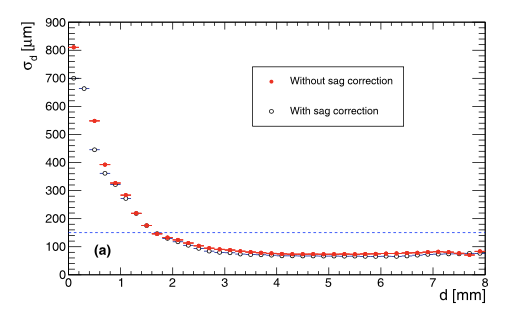 σd [μm]
900
800
700
600
500
400
300
200
100
0
Without sag correction
With sag correction
(a)
0 1 2 3 4 5 6 7 8
d [mm]